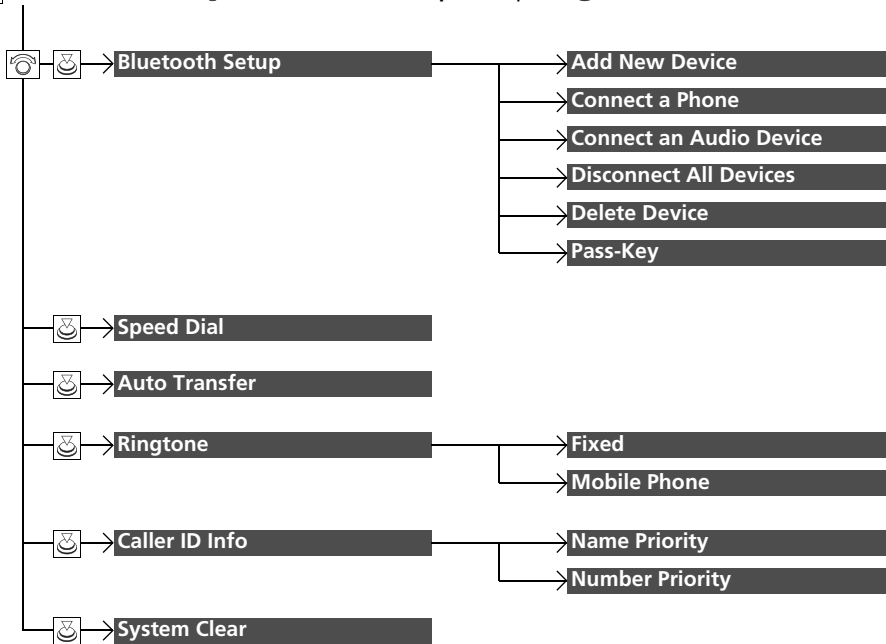 Bluetooth Setup
Add New Device
Connect a Phone
Connect an Audio Device
Disconnect All Devices
Delete Device
Pass-Key
Speed Dial
Auto Transfer
Ringtone
Fixed
Mobile Phone
Caller ID Info
Name Priority
Number Priority
System Clear